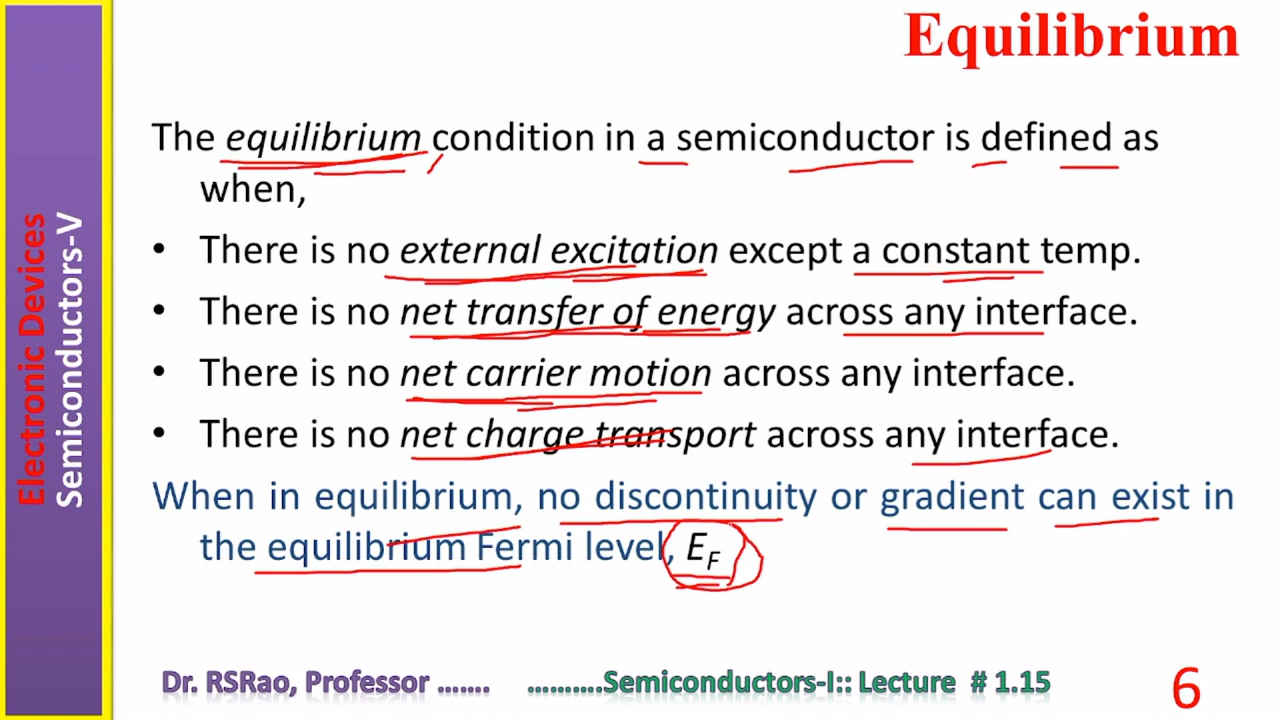 Equilibrium
The equilibrium condition in a semiconductor is defined as
when,
• There is no external excitation except a constant temp.
• There is no net transfer of energy across any interface.
• There is no net carrier motion across any interface.
• There is no net charge transport across any interface.
When in equilibrium, no discontinuity or gradient can exist in
the equilibrium Fermi level, E_F
Electronic Devices
Semiconductors-V
Dr. RSRao, Professor ....... ..........Semiconductors-I:: Lecture # 1.15
6